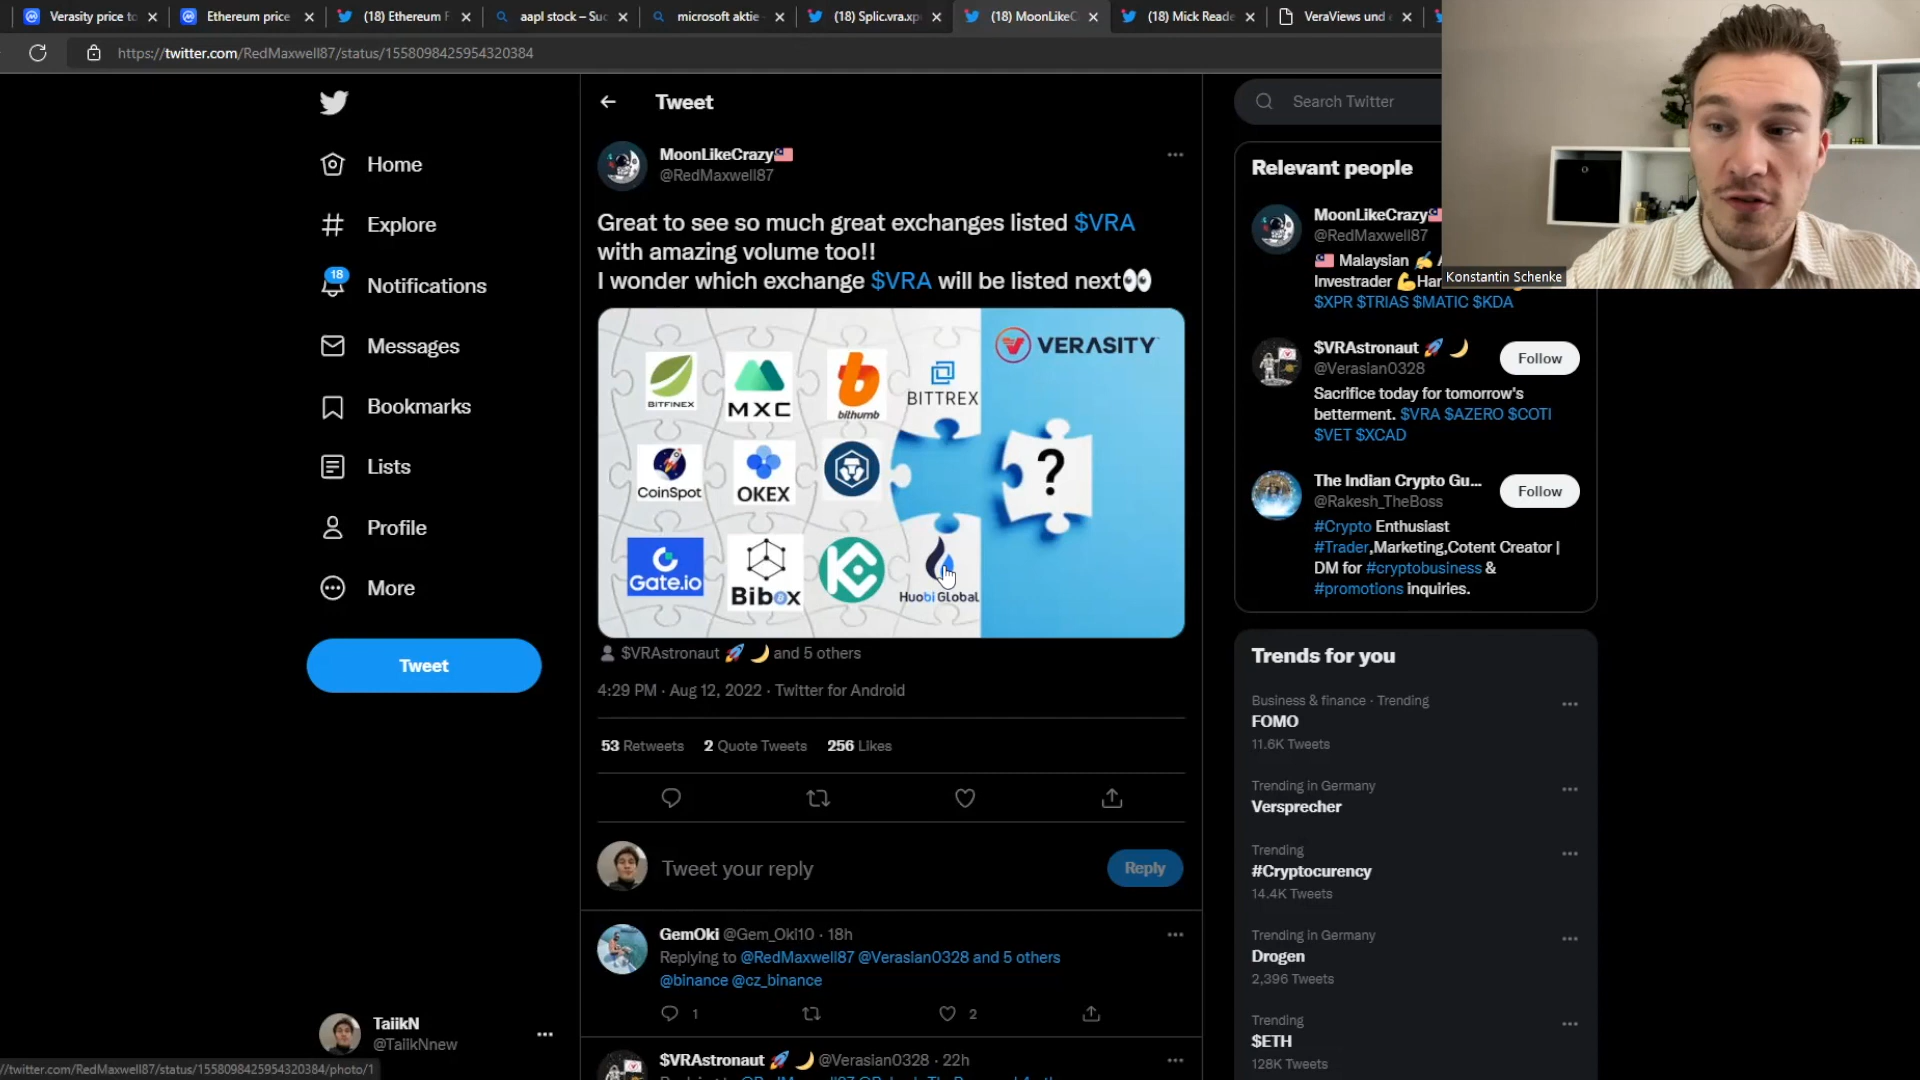 Verasity price to
Ethereum price
(18) Ethereum F
aapl stock – Suc
microsoft aktie -
(18) Splic.vra.xp
(18) MoonLikeC
(18) Mick Reade
VeraViews und
https://twitter.com/RedMaxwell87/status/1558098425954320384
Home
Explore
18
Notifications
Messages
Bookmarks
Lists
Profile
More
Tweet
TaiikN
@TaiikNnew
//twitter.com/RedMaxwell87/status/1558098425954320384/photo/1
Tweet
MoonLikeCrazy🇲🇾
@RedMaxwell87
Great to see so much great exchanges listed $VRA
with amazing volume too!!
I wonder which exchange $VRA will be listed next👀
VERASITY
BITFINEX
MXC
bithumb
BITTREX
CoinSpot
OKEX
?
Gate.io
Bibox
Huobi Global
$VRAstronaut 🚀 🌙 and 5 others
4:29 PM · Aug 12, 2022 · Twitter for Android
53 Retweets 2 Quote Tweets 256 Likes
Tweet your reply
Reply
GemOki @Gem_Oki10 · 18h
Replying to @RedMaxwell87 @Verasian0328 and 5 others
@binance @cz_binance
1
2
$VRAstronaut 🚀 🌙 @Verasian0328 · 22h
Search Twitter
Relevant people
MoonLikeCrazy
@RedMaxwell87
🇲🇾 Malaysian ✍
Investrader 💪Har
$XPR $TRIAS $MATIC $KDA
$VRAstronaut 🚀 🌙
@Verasian0328
Follow
Sacrifice today for tomorrow's
betterment. $VRA $AZERO $COTI
$VET $XCAD
The Indian Crypto Gu...
@Rakesh_TheBoss
Follow
#Crypto Enthusiast
#Trader,Marketing,Cotent Creator |
DM for #cryptobusiness &
#promotions inquiries.
Trends for you
Business & finance · Trending
FOMO
11.6K Tweets
Trending in Germany
Versprecher
Trending
#Cryptocurency
14.4K Tweets
Trending in Germany
Drogen
2,396 Tweets
Trending
$ETH
128K Tweets
Konstantin Schenke